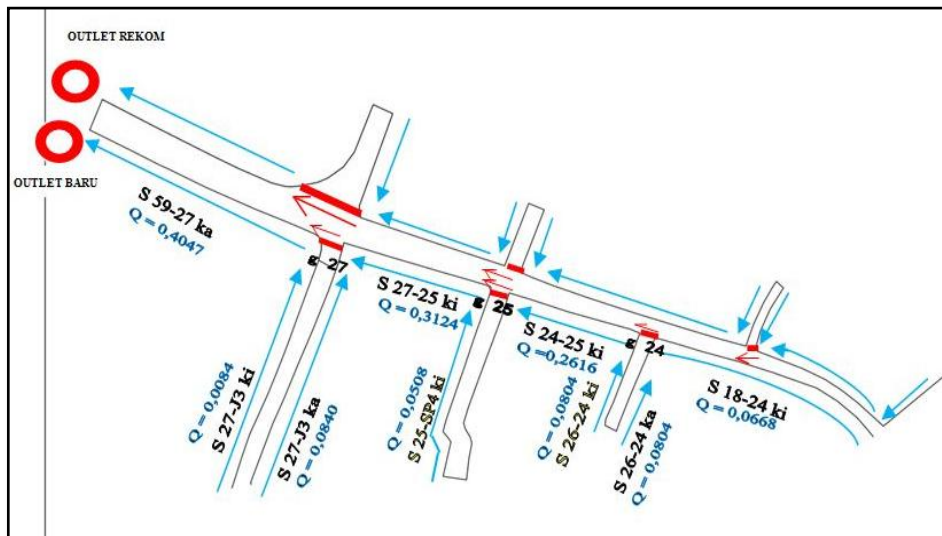 OUTLET REKOM
OUTLET BARU
S 59-27 ka
Q = 0,4047
g 27
S 27-25 ki
Q = 0,3124
g 25
S 24-25 ki
Q =0,2616
g 24
S 18-24 ki
Q = 0,0668
Q = 0,0084
S 27-J3 ki
S 27-J3 ka
Q = 0,0840
Q = 0,0508
S 25-SP4 ki
Q = 0,0804
S 26-24 ki
S 26-24 ka
Q = 0,0804